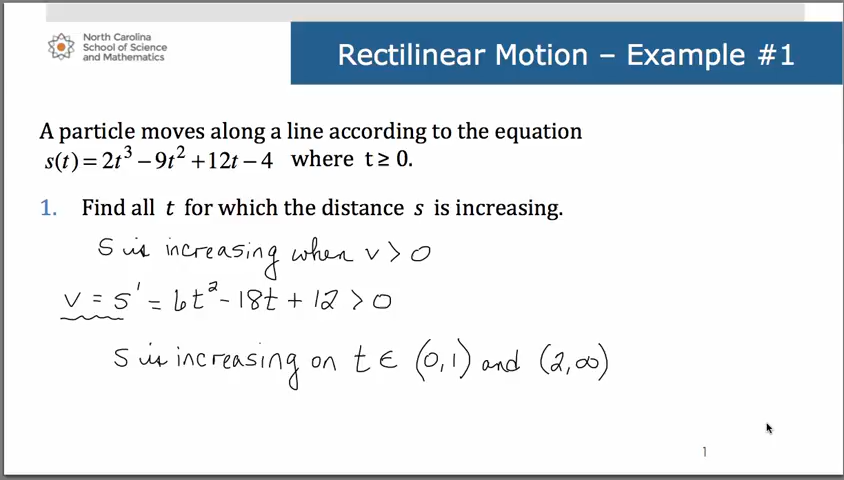 North Carolina
School of Science
and Mathematics
Rectilinear Motion – Example #1
A particle moves along a line according to the equation
s(t) = 2t³ − 9t² + 12t − 4 where t ≥ 0.
1. Find all t for which the distance s is increasing.
S is increasing when v > 0
v = s' = 6t² - 18t + 12 > 0
S is increasing on t ∈ (0,1) and (2,∞)
1